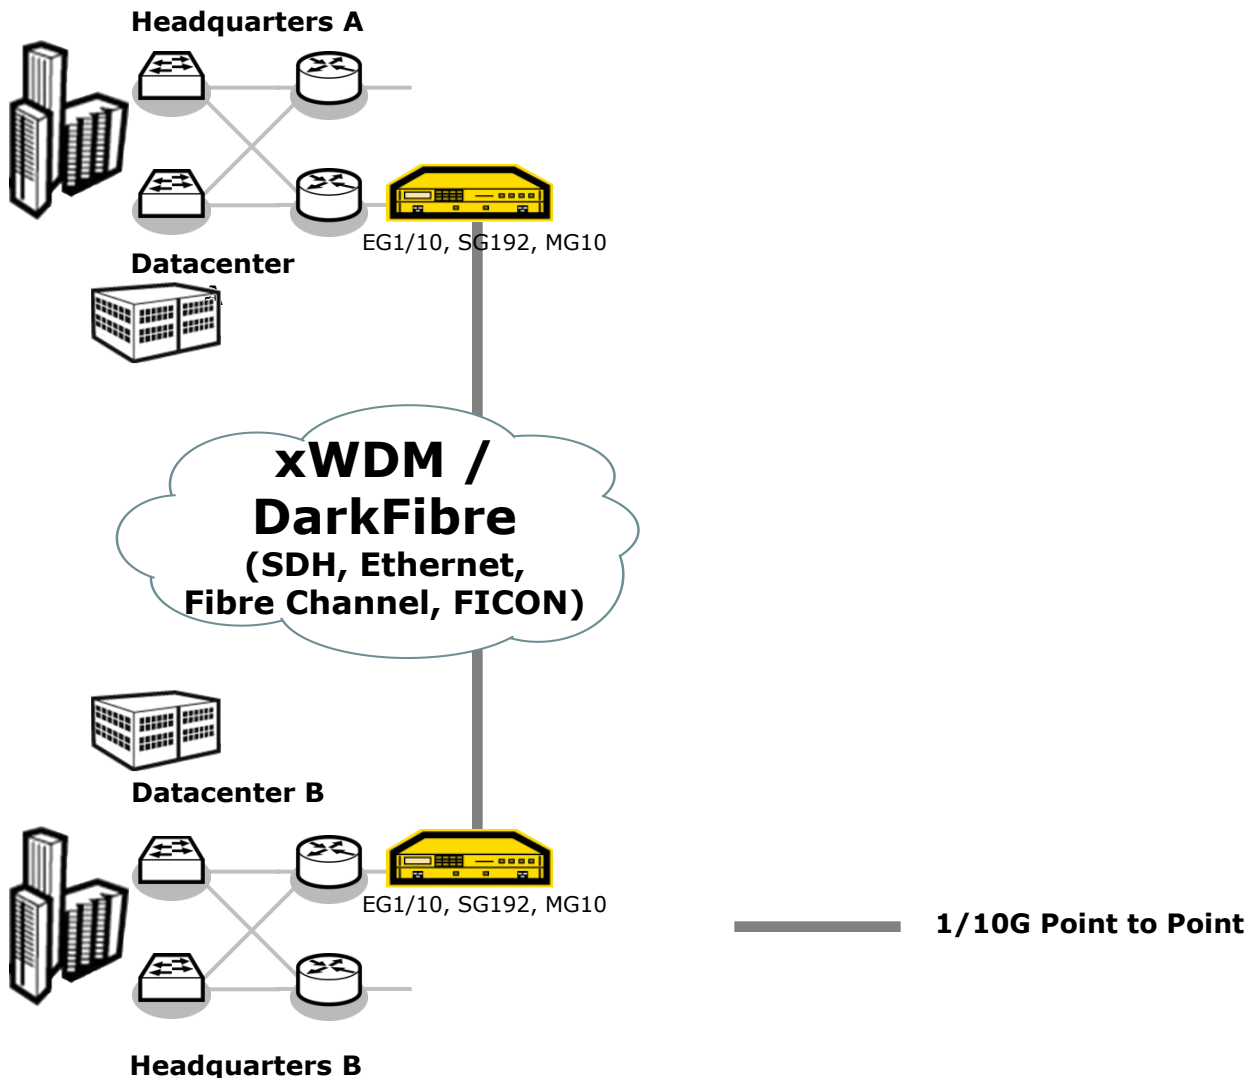 Headquarters A
EG1/10, SG192, MG10
Datacenter
A
xWDM /
DarkFibre
(SDH, Ethernet,
Fibre Channel, FICON)
Datacenter B
EG1/10, SG192, MG10
1/10G Point to Point
Headquarters B